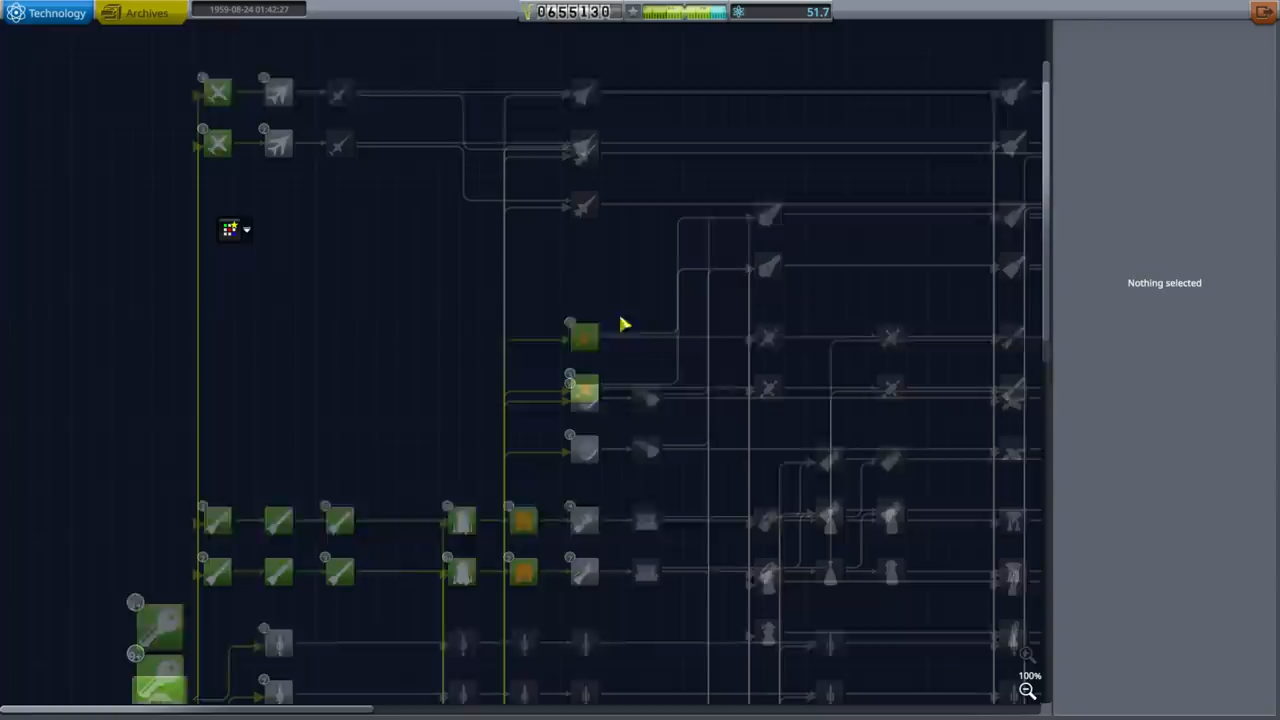 Technology
Archives
1959-08-24 01:42:27
0655130
51.7
Nothing selected
100%